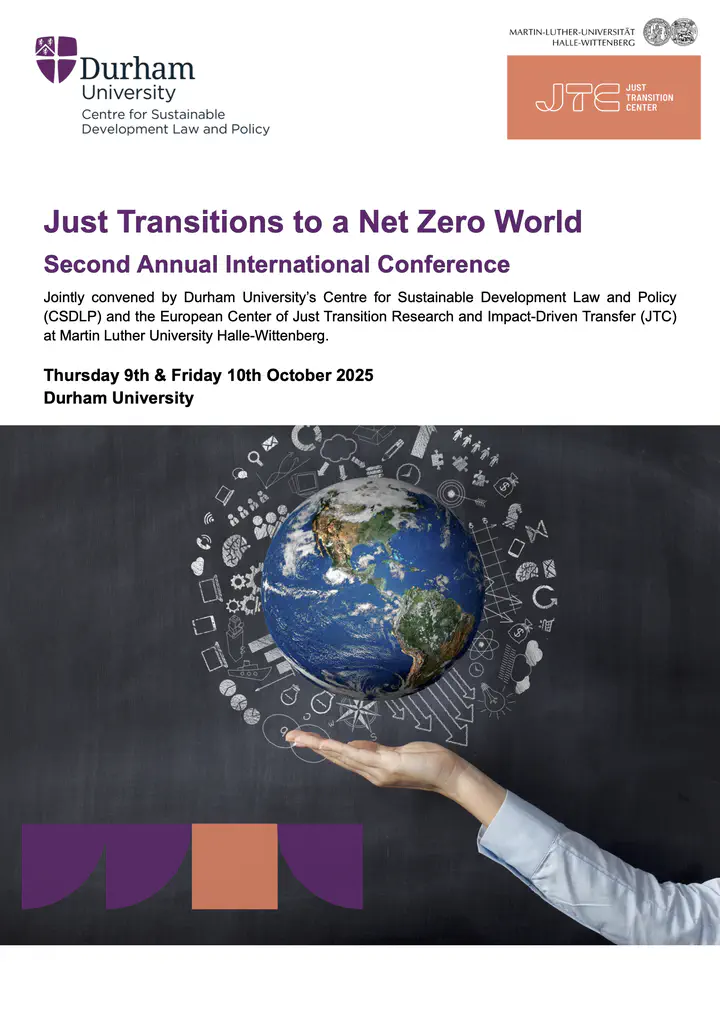 Durham
University
Centre for Sustainable
Development Law and Policy
MARTIN-LUTHER-UNIVERSITÄT
HALLE-WITTENBERG
JTC
JUST
TRANSITION
CENTER
Just Transitions to a Net Zero World
Second Annual International Conference
Jointly convened by Durham University’s Centre for Sustainable Development Law and Policy
(CSDLP) and the European Center of Just Transition Research and Impact-Driven Transfer (JTC)
at Martin Luther University Halle-Wittenberg.
Thursday 9th & Friday 10th October 2025
Durham University